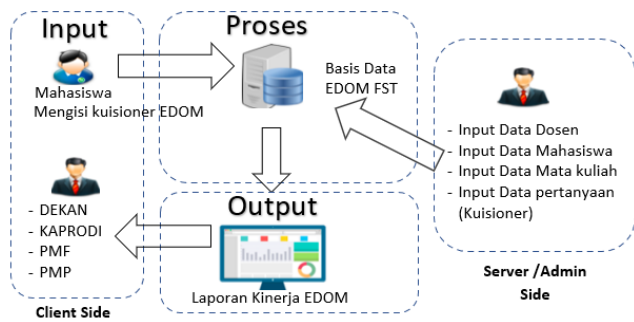 Input
Mahasiswa
Mengisi kuisioner EDOM
- DEKAN
- KAPRODI
- PMF
- PMP
Client Side
Proses
Basis Data
EDOM FST
Output
Laporan Kinerja EDOM
- Input Data Dosen
- Input Data Mahasiswa
- Input Data Mata kuliah
- Input Data pertanyaan
(Kuisioner)
Server /Admin
Side